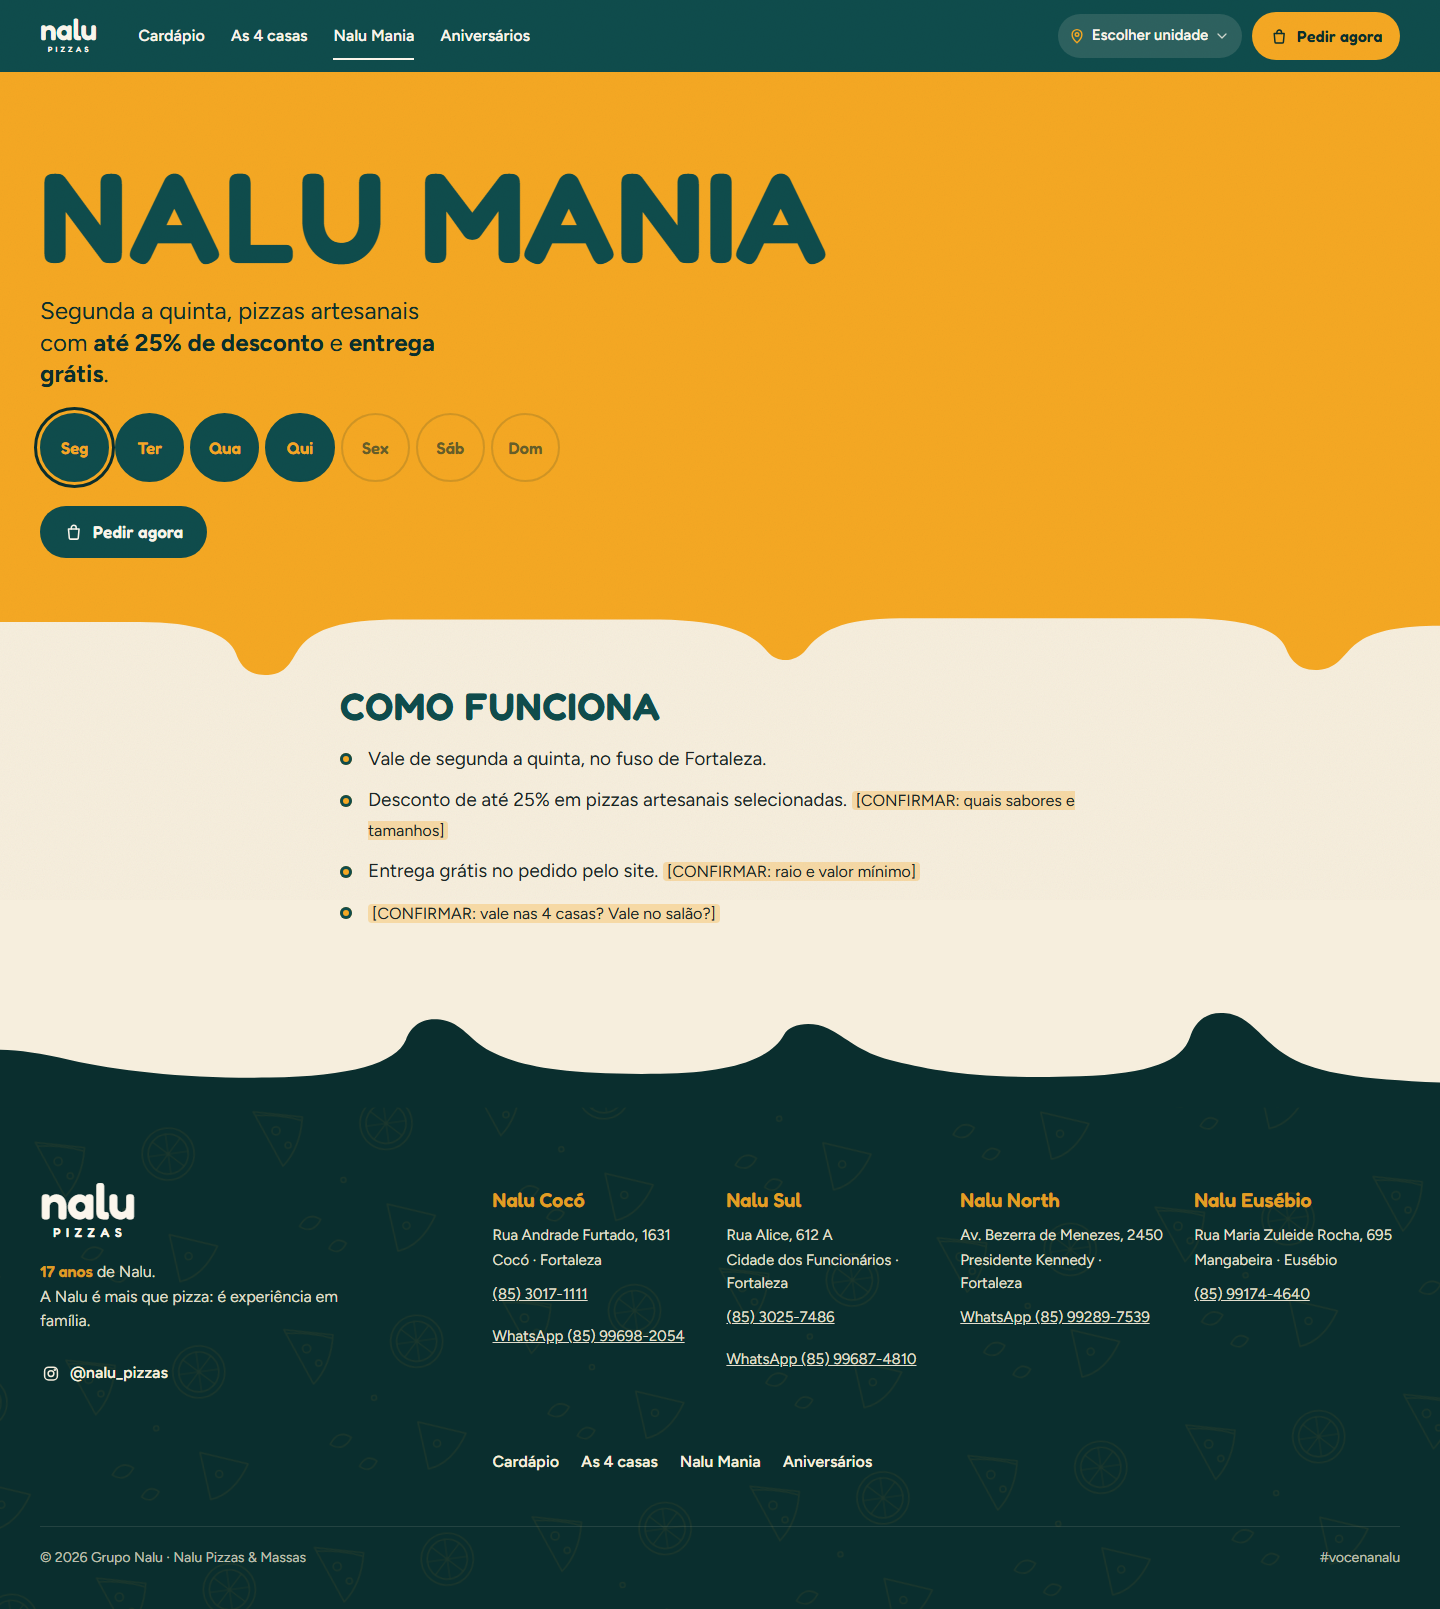 nalu
PIZZAS
Cardápio
As 4 casas
Nalu Mania
Aniversários
Escolher unidade
Pedir agora
NALU MANIA
Segunda a quinta, pizzas artesanais
com até 25% de desconto e entrega
grátis.
Seg
Ter
Qua
Qui
Sex
Sáb
Dom
Pedir agora
COMO FUNCIONA
Vale de segunda a quinta, no fuso de Fortaleza.
Desconto de até 25% em pizzas artesanais selecionadas. [CONFIRMAR: quais sabores e
tamanhos]
Entrega grátis no pedido pelo site. [CONFIRMAR: raio e valor mínimo]
[CONFIRMAR: vale nas 4 casas? Vale no salão?]
nalu
PIZZAS
17 anos de Nalu.
A Nalu é mais que pizza: é experiência em
família.
@nalu_pizzas
Nalu Cocó
Rua Andrade Furtado, 1631
Cocó · Fortaleza
(85) 3017-1111
WhatsApp (85) 99698-2054
Nalu Sul
Rua Alice, 612 A
Cidade dos Funcionários ·
Fortaleza
(85) 3025-7486
WhatsApp (85) 99687-4810
Nalu North
Av. Bezerra de Menezes, 2450
Presidente Kennedy ·
Fortaleza
WhatsApp (85) 99289-7539
Nalu Eusébio
Rua Maria Zuleide Rocha, 695
Mangabeira · Eusébio
(85) 99174-4640
Cardápio
As 4 casas
Nalu Mania
Aniversários
© 2026 Grupo Nalu · Nalu Pizzas & Massas
#vocenanalu